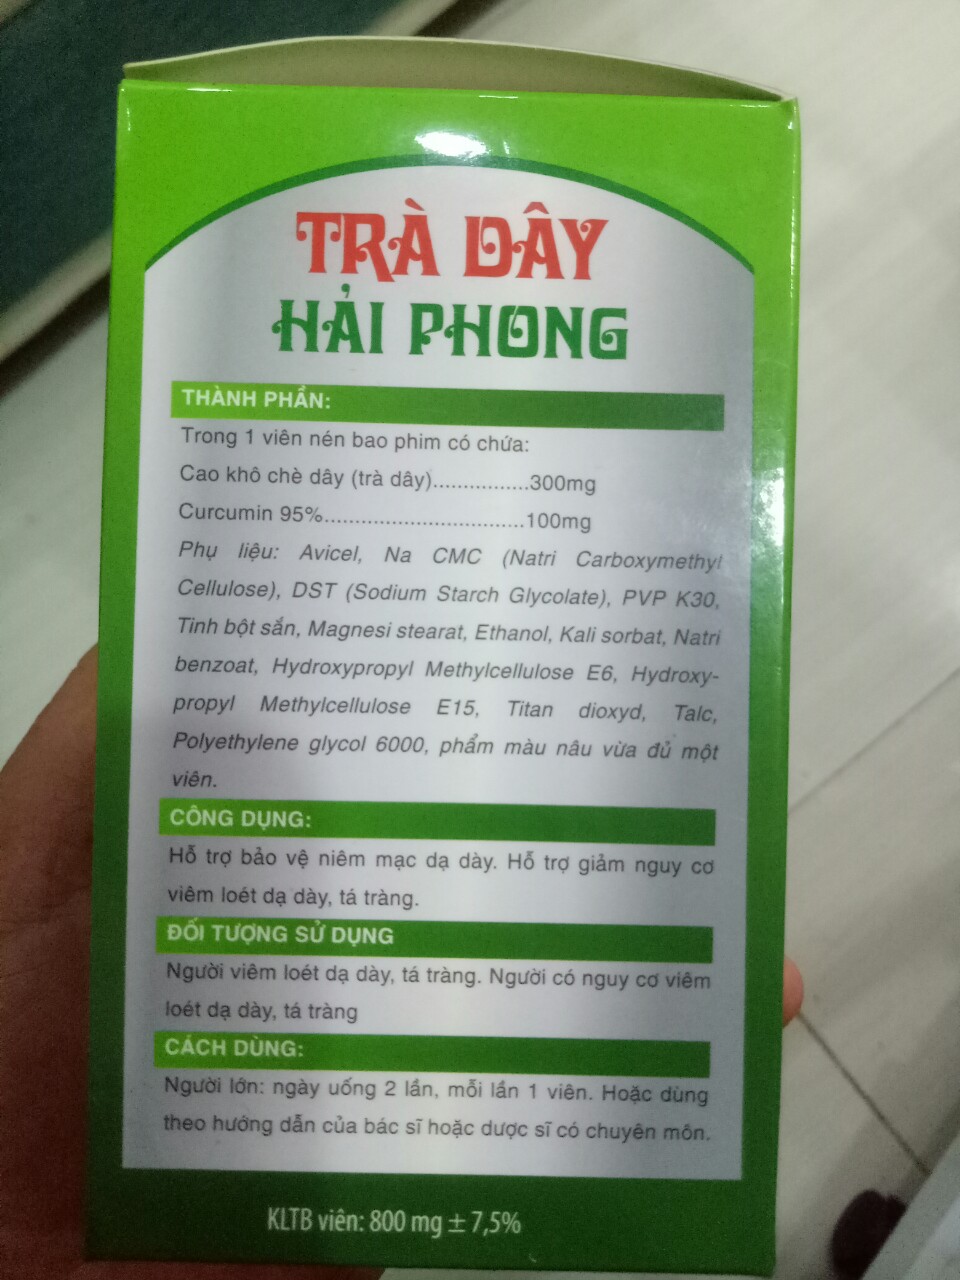 TRÀ DÂY
HẢI PHONG
THÀNH PHẦN:
Trong 1 viên nén bao phim có chứa:
Cao khô chè dây (trà dây)................300mg
Curcumin 95%................................100mg
Phụ liệu: Avicel, Na CMC (Natri Carboxymethyl
Cellulose), DST (Sodium Starch Glycolate), PVP K30,
Tinh bột sắn, Magnesi stearat, Ethanol, Kali sorbat, Natri
benzoat, Hydroxypropyl Methylcellulose E6, Hydroxy-
propyl Methylcellulose E15, Titan dioxyd, Talc,
Polyethylene glycol 6000, phẩm màu nâu vừa đủ một
viên.
CÔNG DỤNG:
Hỗ trợ bảo vệ niêm mạc dạ dày. Hỗ trợ giảm nguy cơ
viêm loét dạ dày, tá tràng.
ĐỐI TƯỢNG SỬ DỤNG
Người viêm loét dạ dày, tá tràng. Người có nguy cơ viêm
loét dạ dày, tá tràng
CÁCH DÙNG:
Người lớn: ngày uống 2 lần, mỗi lần 1 viên. Hoặc dùng
theo hướng dẫn của bác sĩ hoặc dược sĩ có chuyên môn.
KLTB viên: 800 mg ± 7,5%